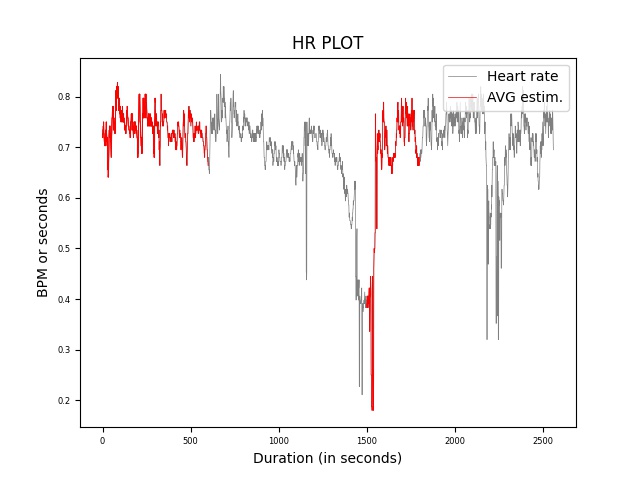 HR PLOT
Heart rate
AVG estim.
BPM or seconds
0.8
0.7
0.6
0.5
0.4
0.3
0.2
0 500 1000 1500 2000 2500
Duration (in seconds)